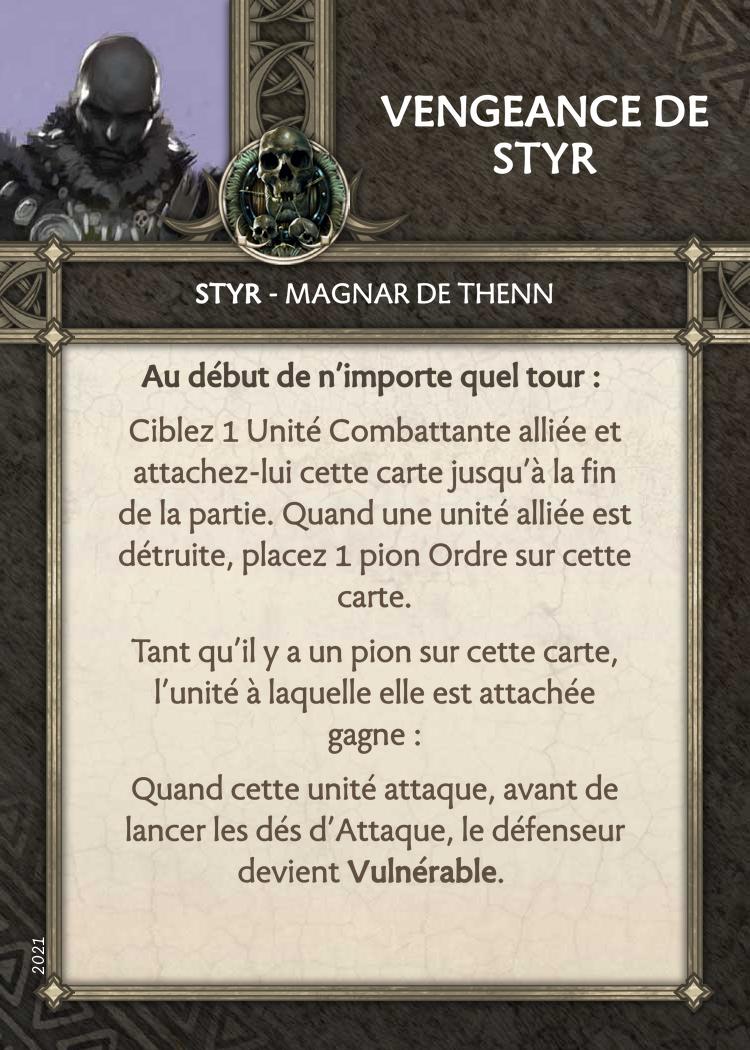 VENGEANCE DE
STYR
STYR - MAGNAR DE THENN
Au début de n’importe quel tour :
Ciblez 1 Unité Combattante alliée et
attachez-lui cette carte jusqu’à la fin
de la partie. Quand une unité alliée est
détruite, placez 1 pion Ordre sur cette
carte.
Tant qu’il y a un pion sur cette carte,
l’unité à laquelle elle est attachée
gagne :
Quand cette unité attaque, avant de
lancer les dés d’Attaque, le défenseur
devient Vulnérable.
2021